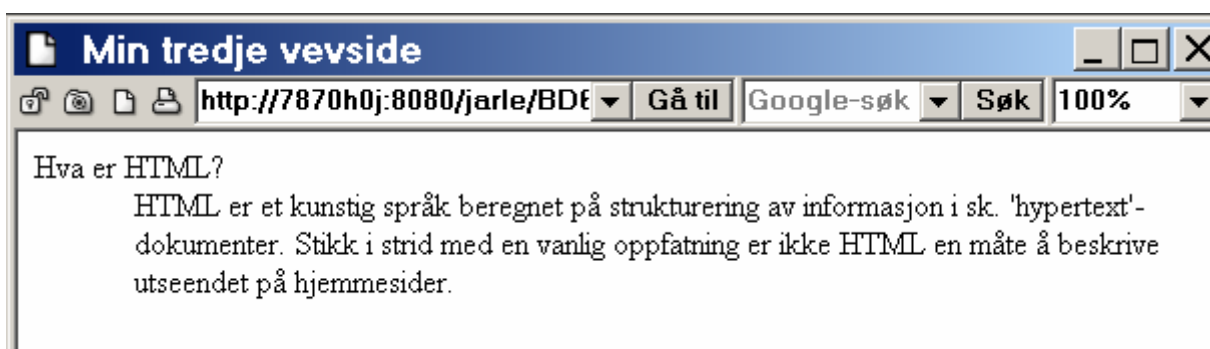 Min tredje vevside
http://7870h0j:8080/jarle/BDB Gå til Google-søk Søk 100%
Hva er HTML?
HTML er et kunstig språk beregnet på strukturering av informasjon i sk. 'hypertext'-
dokumenter. Stikk i strid med en vanlig oppfatning er ikke HTML en måte å beskrive
utseendet på hjemmesider.